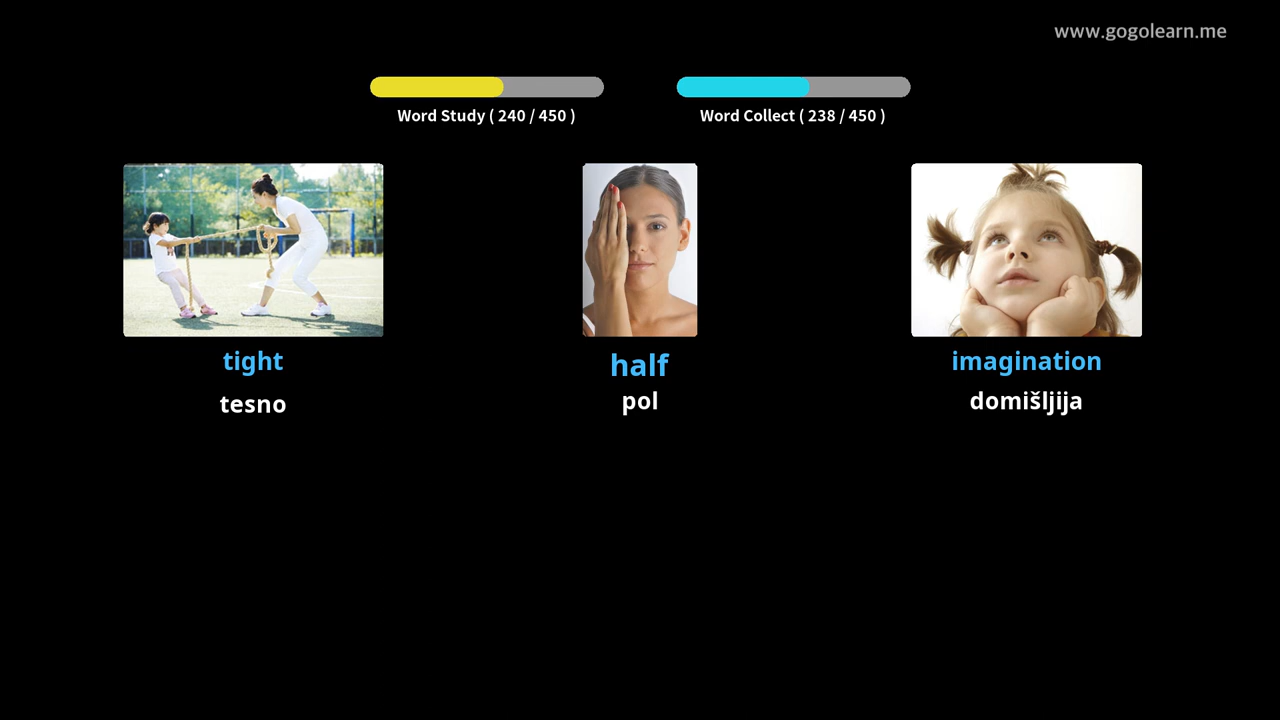 www.gogolearn.me
Word Study ( 240 / 450 )
Word Collect ( 238 / 450 )
tight
tesno
half
pol
imagination
domišljija